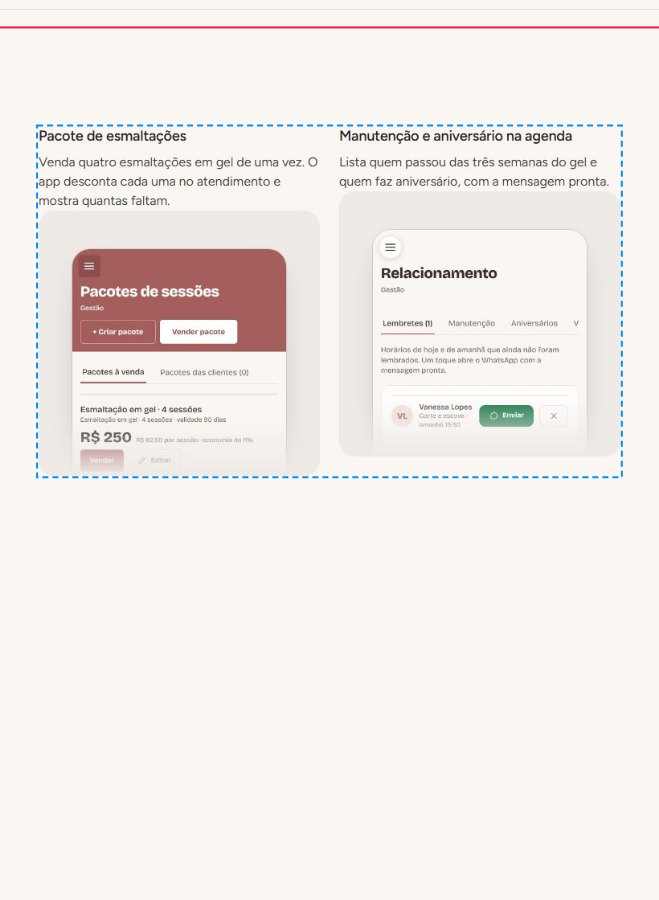 Pacote de esmaltações
Venda quatro esmaltações em gel de uma vez. O
app desconta cada uma no atendimento e
mostra quantas faltam.
Pacotes de sessões
Gestão
+ Criar pacote
Vender pacote
Pacotes à venda
Pacotes das clientes (0)
Esmaltação em gel · 4 sessões
Esmaltação em gel · 4 sessões · validade 90 dias
R$ 250 R$ 62,50 por sessão · economia de 11%
Vender
Editar
Manutenção e aniversário na agenda
Lista quem passou das três semanas do gel e
quem faz aniversário, com a mensagem pronta.
Relacionamento
Gestão
Lembretes (1)
Manutenção
Aniversários
V
Horários de hoje e de amanhã que ainda não foram
lembrados. Um toque abre o WhatsApp com a
mensagem pronta.
VL
Vanessa Lopes
Corte e escova ·
amanhã 15:30
Enviar